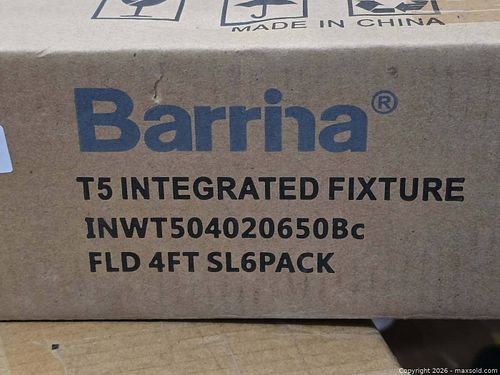 MADE IN CHINA
Barrina®
T5 INTEGRATED FIXTURE
INWT504020650Bc
FLD 4FT SL6PACK
Copyright 2026 - maxsold.com